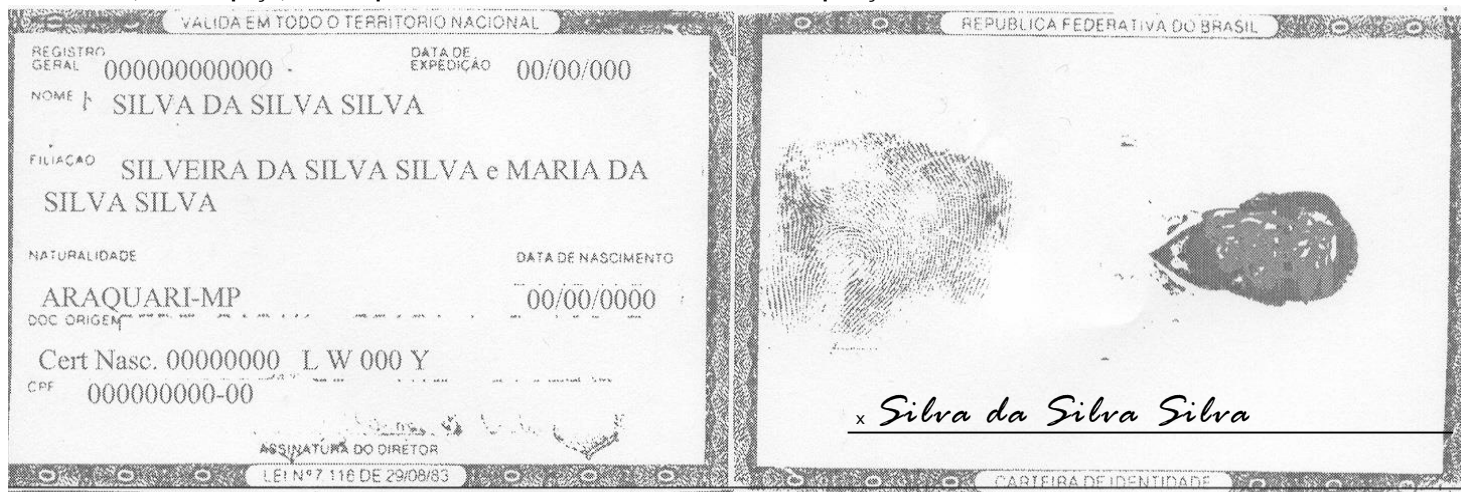 VALIDA EM TODO O TERRITORIO NACIONAL
REGISTRO GERAL 000000000000 DATA DE EXPEDIÇÃO 00/00/000
NOME SILVA DA SILVA SILVA
FILIAÇAO SILVEIRA DA SILVA SILVA e MARIA DA
SILVA SILVA
NATURALIDADE DATA DE NASCIMENTO
ARAQUARI-MP 00/00/0000
DOC ORIGEM
Cert Nasc. 00000000 L W 000 Y
CPF 000000000-00
ASSINATURA DO DIRETOR
LEI Nº 7.116 DE 29/08/83
REPUBLICA FEDERATIVA DO BRASIL
x Silva da Silva Silva
CARTEIRA DE IDENTIDADE